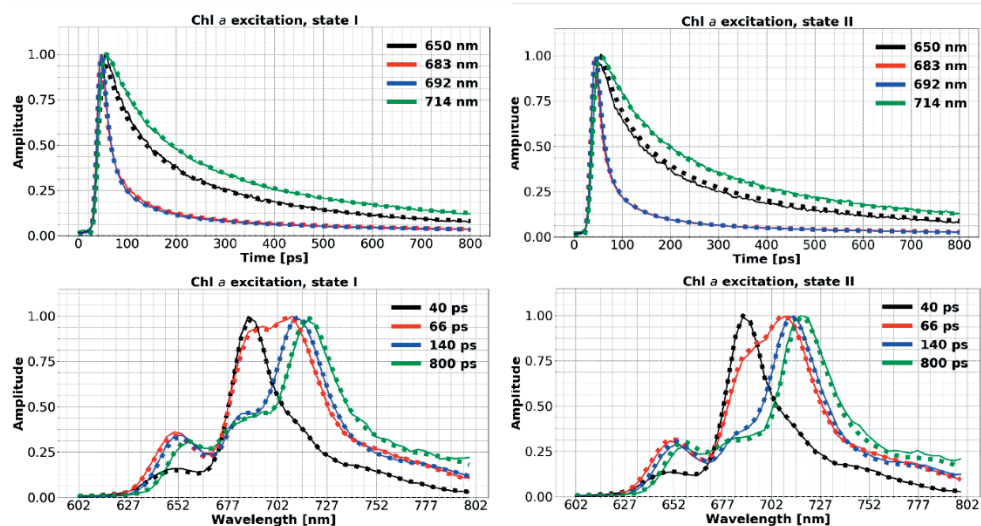 Chl a excitation, state I
1.00
0.75
0.50
0.25
0.00
Amplitude
650 nm
683 nm
692 nm
714 nm
0 100 200 300 400 500 600 700 800
Time [ps]
Chl a excitation, state II
1.00
0.75
0.50
0.25
0.00
Amplitude
650 nm
683 nm
692 nm
714 nm
0 100 200 300 400 500 600 700 800
Time [ps]
Chl a excitation, state I
1.00
0.75
0.50
0.25
0.00
Amplitude
40 ps
66 ps
140 ps
800 ps
602 627 652 677 702 727 752 777 802
Wavelength [nm]
Chl a excitation, state II
1.00
0.75
0.50
0.25
0.00
Amplitude
40 ps
66 ps
140 ps
800 ps
602 627 652 677 702 727 752 777 802
Wavelength [nm]